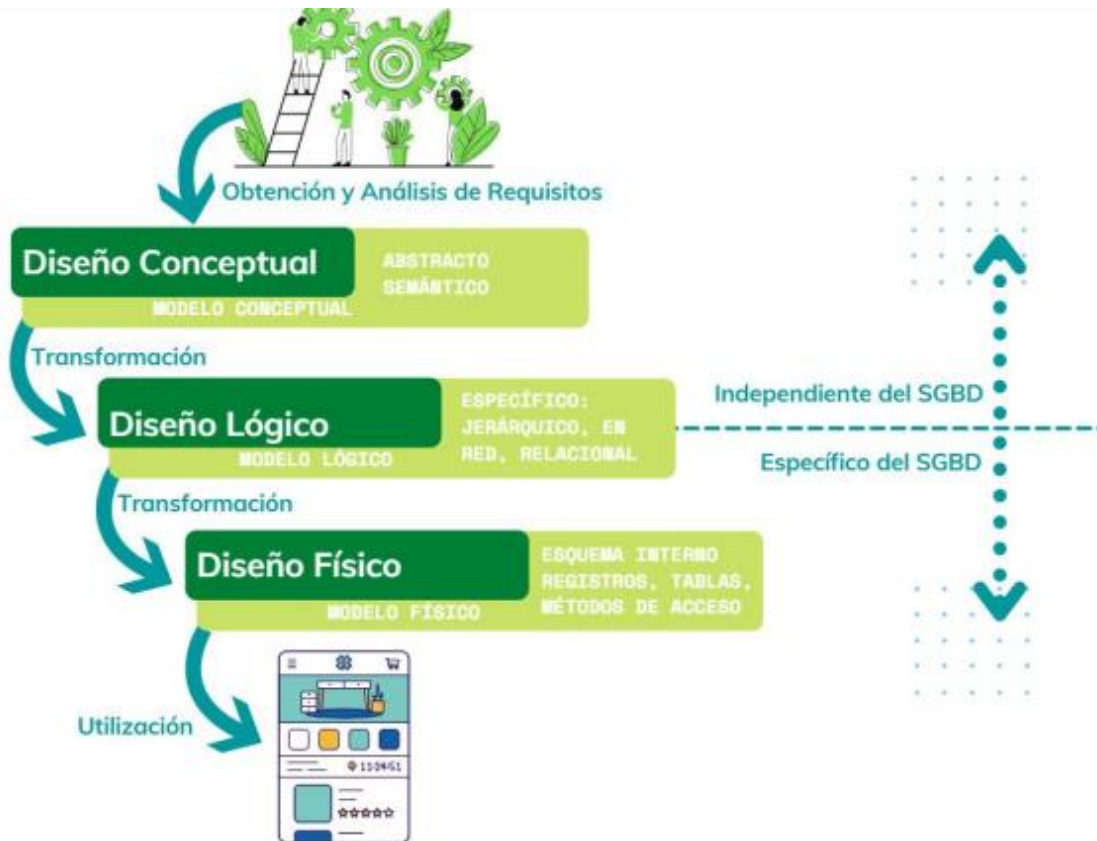 Obtención y Análisis de Requisitos
Diseño Conceptual
ABSTRACTO
SEMÁNTICO
MODELO CONCEPTUAL
Transformación
Diseño Lógico
ESPECÍFICO:
JERÁRQUICO, EN
RED, RELACIONAL
MODELO LÓGICO
Independiente del SGBD
Específico del SGBD
Transformación
Diseño Físico
ESQUEMA INTERNO
REGISTROS, TABLAS,
MÉTODOS DE ACCESO
MODELO FÍSICO
Utilización